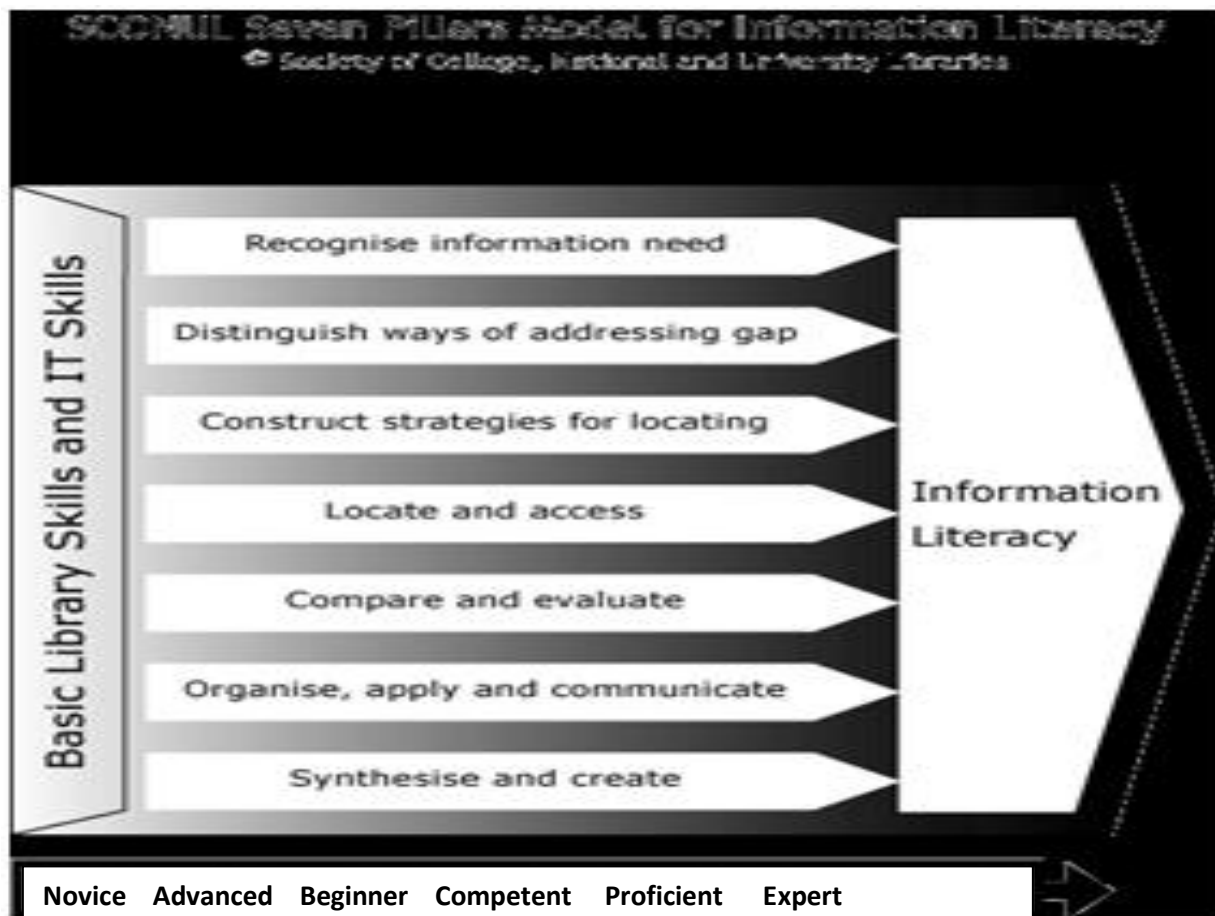 SCONUL Seven Pillars Model for Information Literacy
© Society of College, National and University Libraries
Basic Library Skills and IT Skills
Recognise information need
Distinguish ways of addressing gap
Construct strategies for locating
Locate and access
Compare and evaluate
Organise, apply and communicate
Synthesise and create
Information
Literacy
Novice Advanced Beginner Competent Proficient Expert